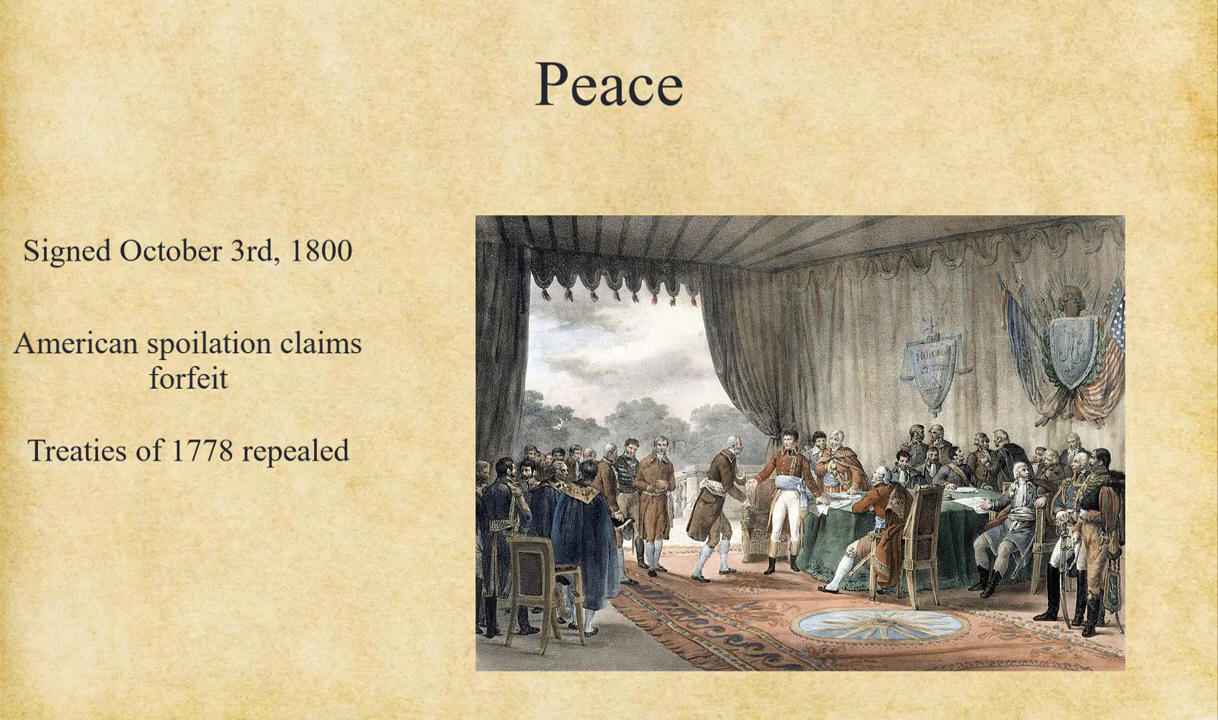 Peace
Signed October 3rd, 1800
American spoilation claims
forfeit
Treaties of 1778 repealed